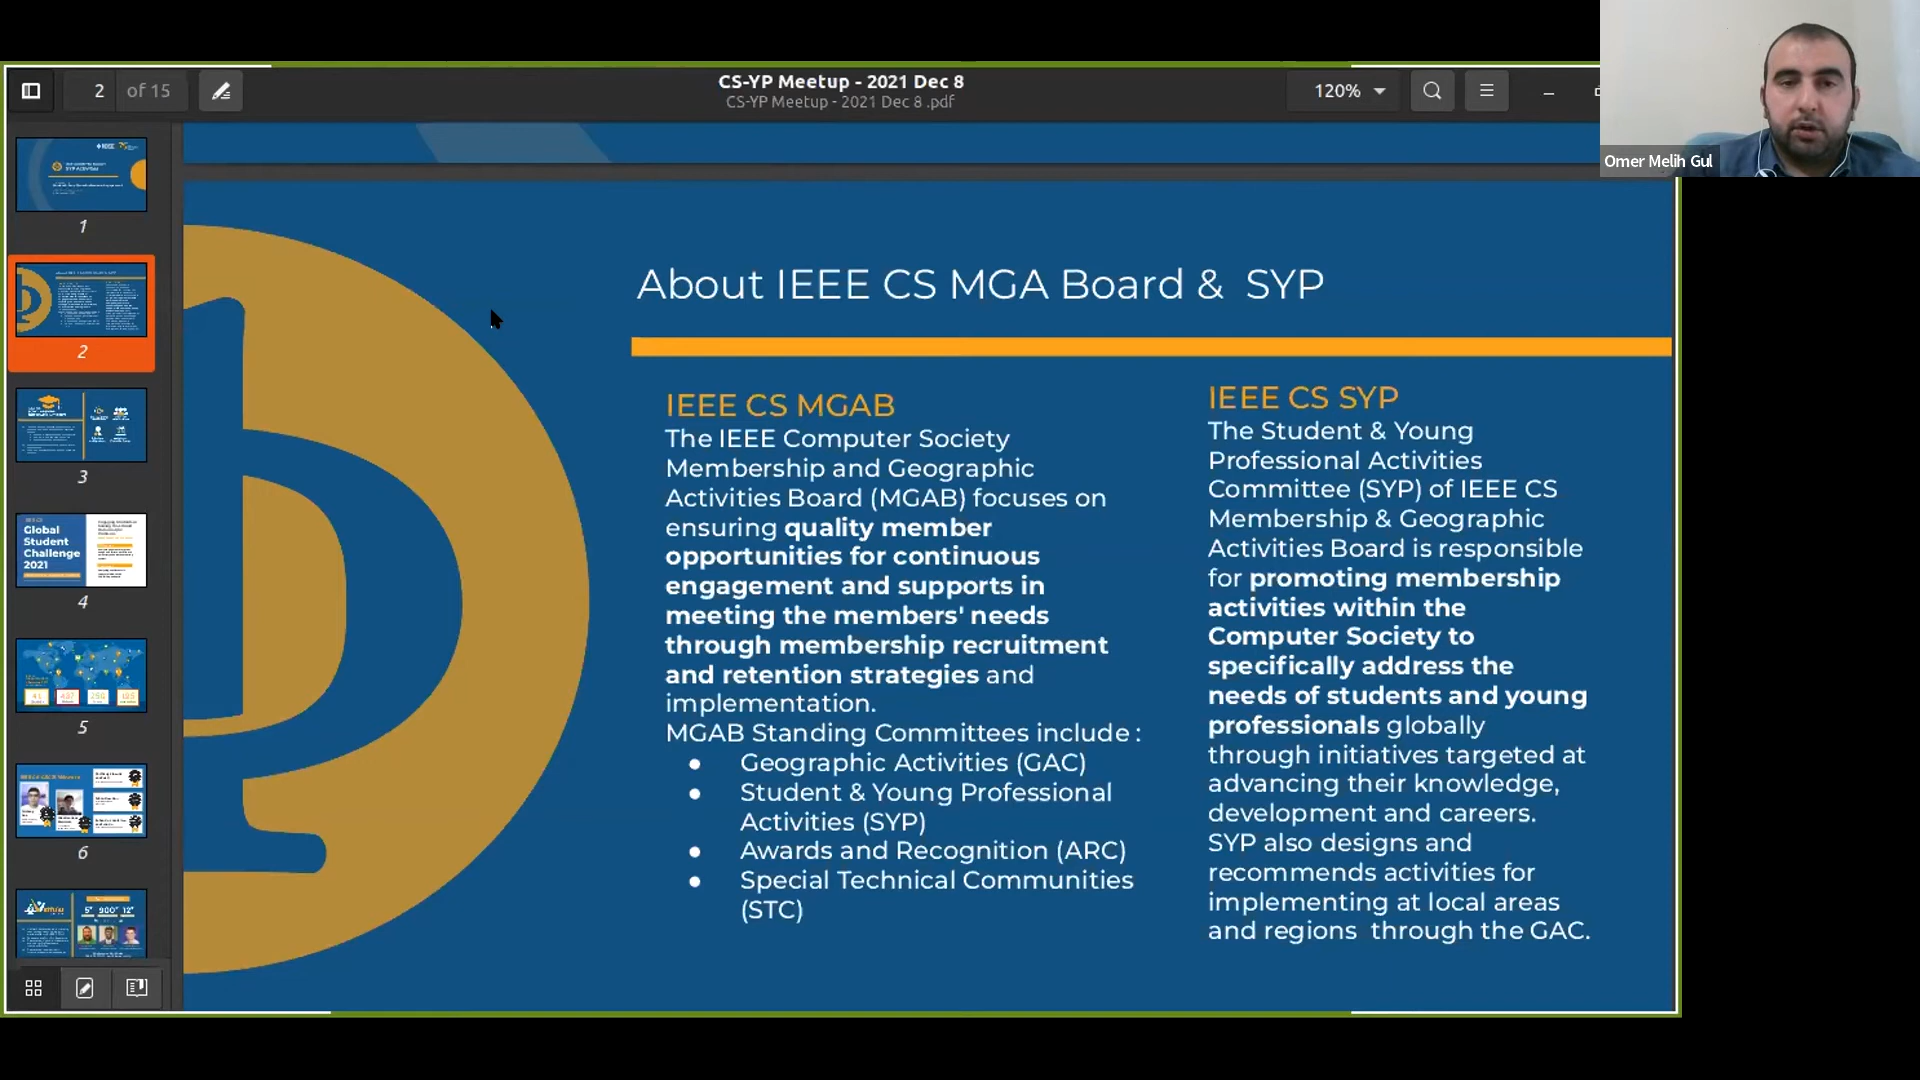 2 of 15
CS-YP Meetup - 2021 Dec 8
CS-YP Meetup - 2021 Dec 8 .pdf
120%
Omer Melih Gul
1
2
3
Global
Student
Challenge
2021
4
5
6
About IEEE CS MGA Board & SYP
IEEE CS MGAB
The IEEE Computer Society
Membership and Geographic
Activities Board (MGAB) focuses on
ensuring quality member
opportunities for continuous
engagement and supports in
meeting the members' needs
through membership recruitment
and retention strategies and
implementation.
MGAB Standing Committees include :
● Geographic Activities (GAC)
● Student & Young Professional
Activities (SYP)
● Awards and Recognition (ARC)
● Special Technical Communities
(STC)
IEEE CS SYP
The Student & Young
Professional Activities
Committee (SYP) of IEEE CS
Membership & Geographic
Activities Board is responsible
for promoting membership
activities within the
Computer Society to
specifically address the
needs of students and young
professionals globally
through initiatives targeted at
advancing their knowledge,
development and careers.
SYP also designs and
recommends activities for
implementing at local areas
and regions through the GAC.